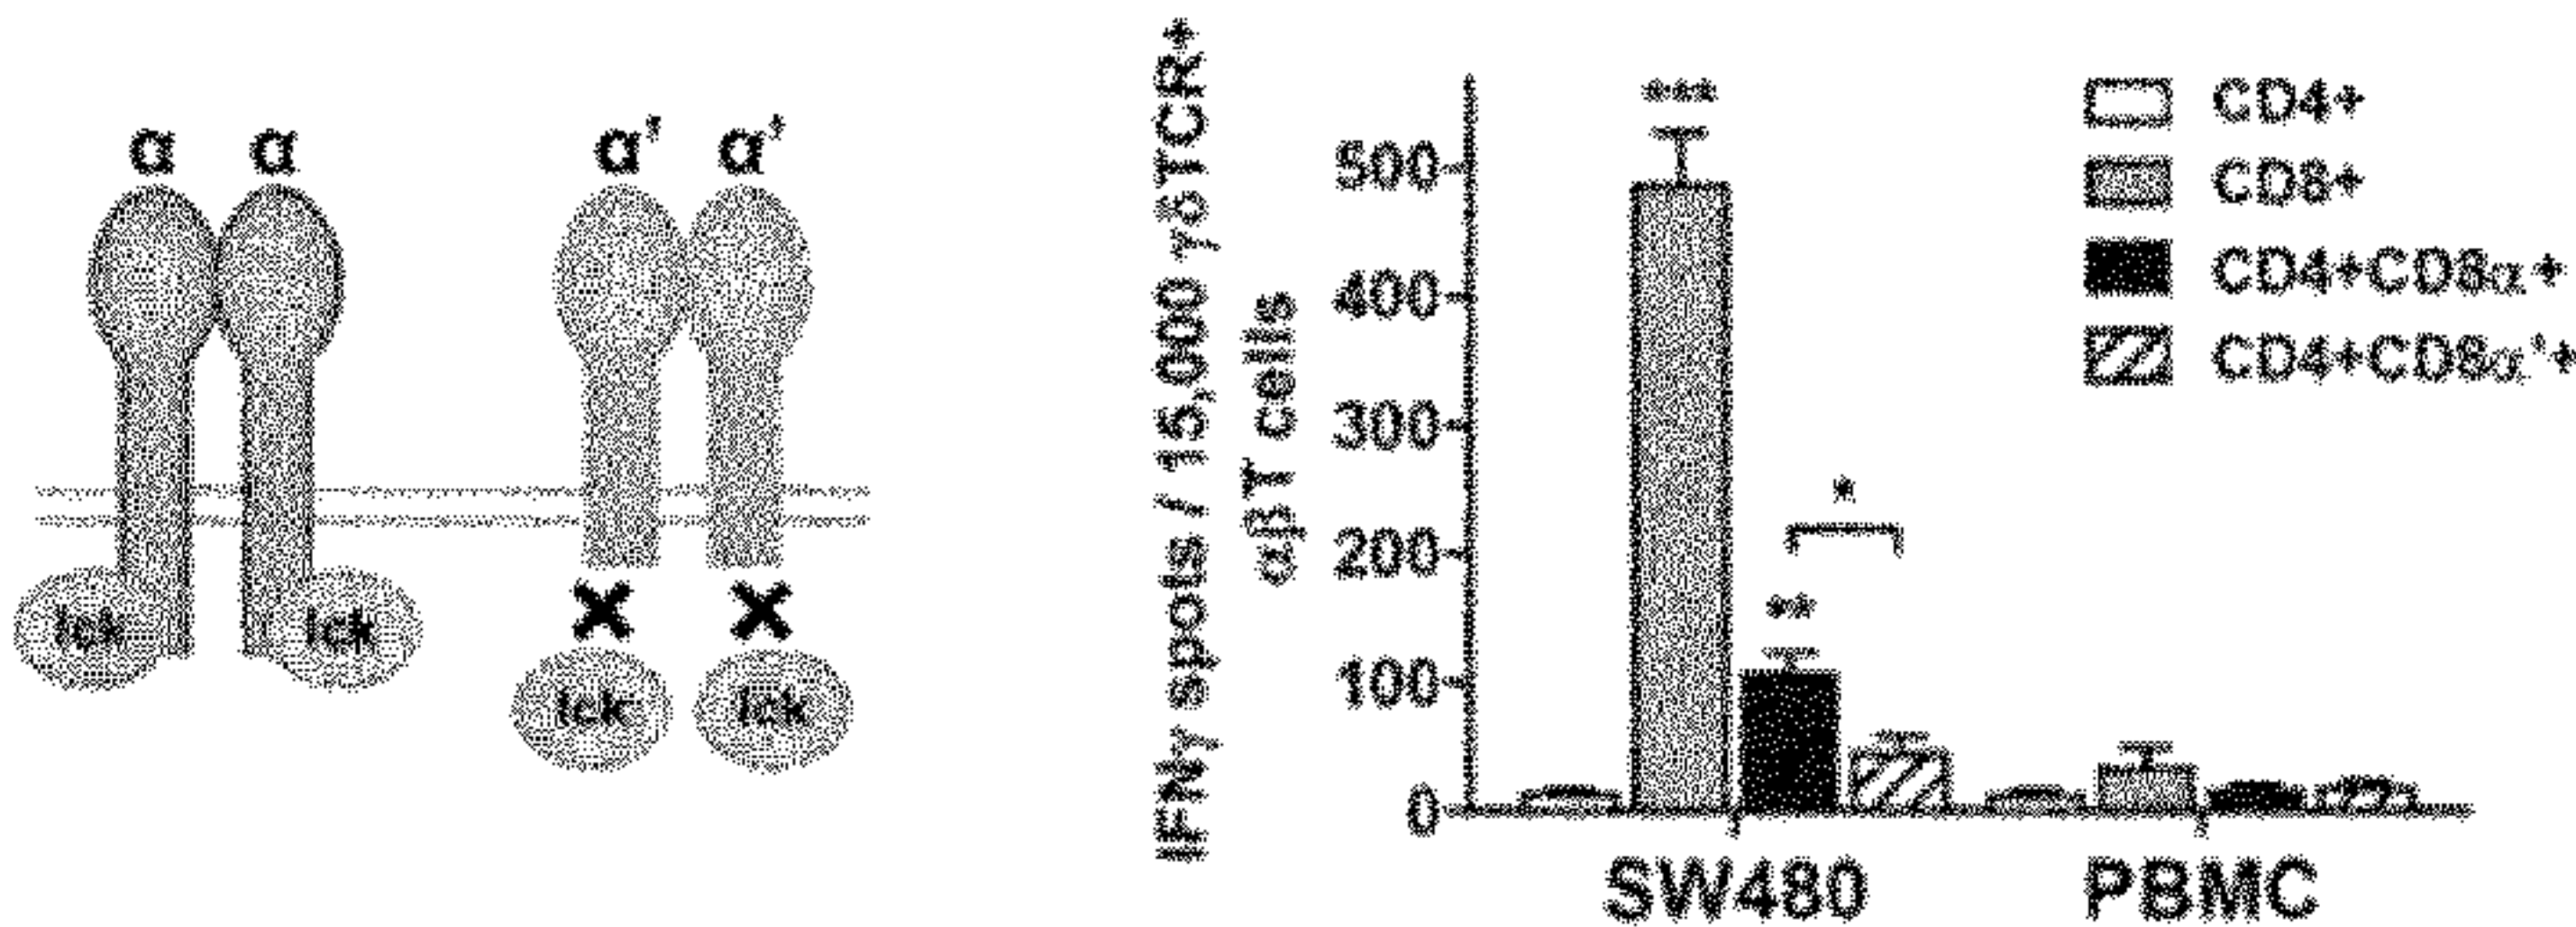 α α α' α'
lck lck
lck lck
IFNγ spots / 15,000 γδTCR+
αβT cells
500
400
300
200
100
0
***
**
*
CD4+
CD8+
CD4+CD8α+
CD4+CD8α'+
SW480 PBMC